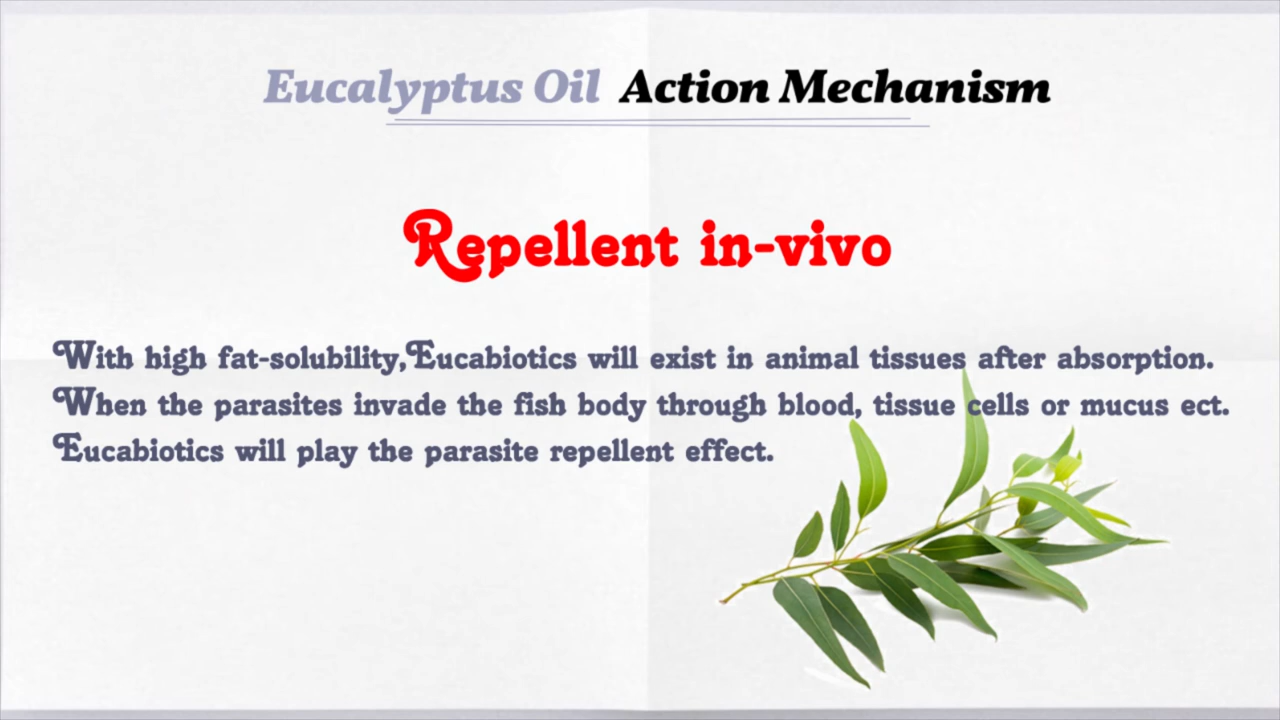 Eucalyptus Oil Action Mechanism
Repellent in-vivo
With high fat-solubility,Eucabiotics will exist in animal tissues after absorption.
When the parasites invade the fish body through blood, tissue cells or mucus ect.
Eucabiotics will play the parasite repellent effect.